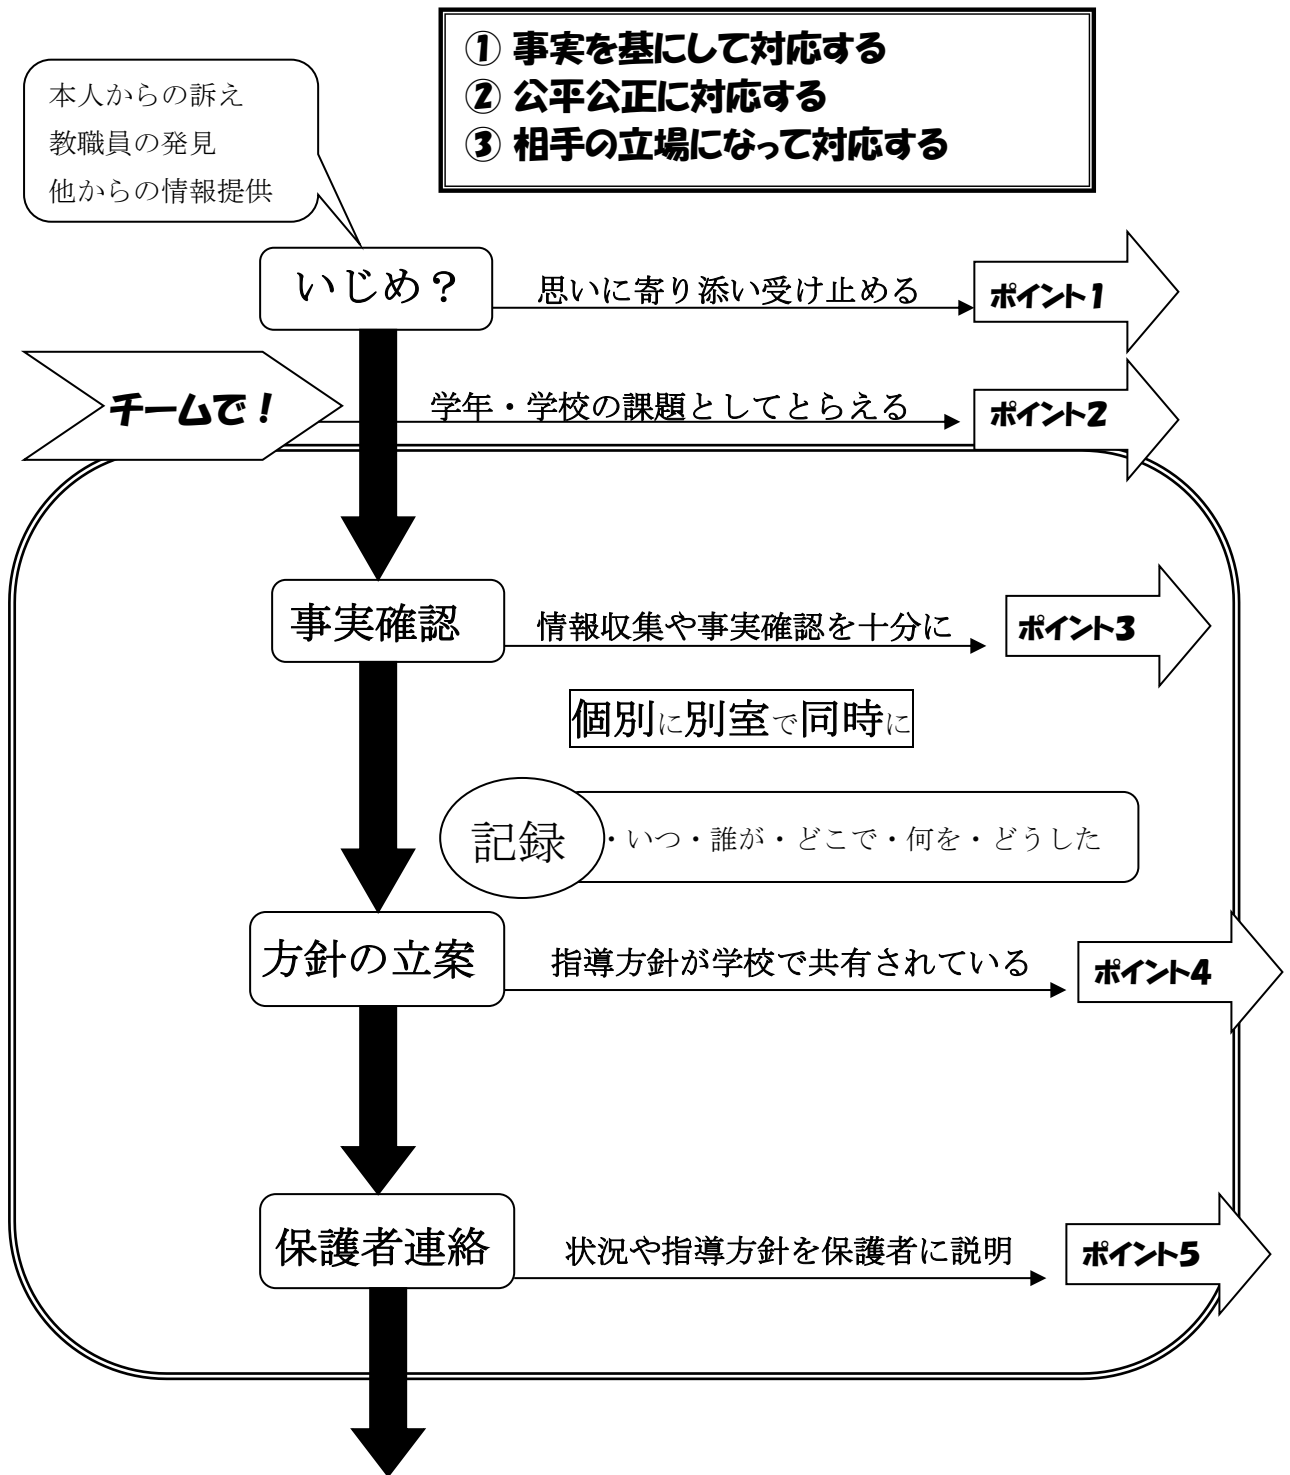 ① 事実を基にして対応する
② 公平公正に対応する
③ 相手の立場になって対応する
本人からの訴え
教職員の発見
他からの情報提供
いじめ？
思いに寄り添い受け止める
ポイント1
チームで！
学年・学校の課題としてとらえる
ポイント2
事実確認
情報収集や事実確認を十分に
ポイント3
個別に別室で同時に
記録
・いつ・誰が・どこで・何を・どうした
方針の立案
指導方針が学校で共有されている
ポイント4
保護者連絡
状況や指導方針を保護者に説明
ポイント5